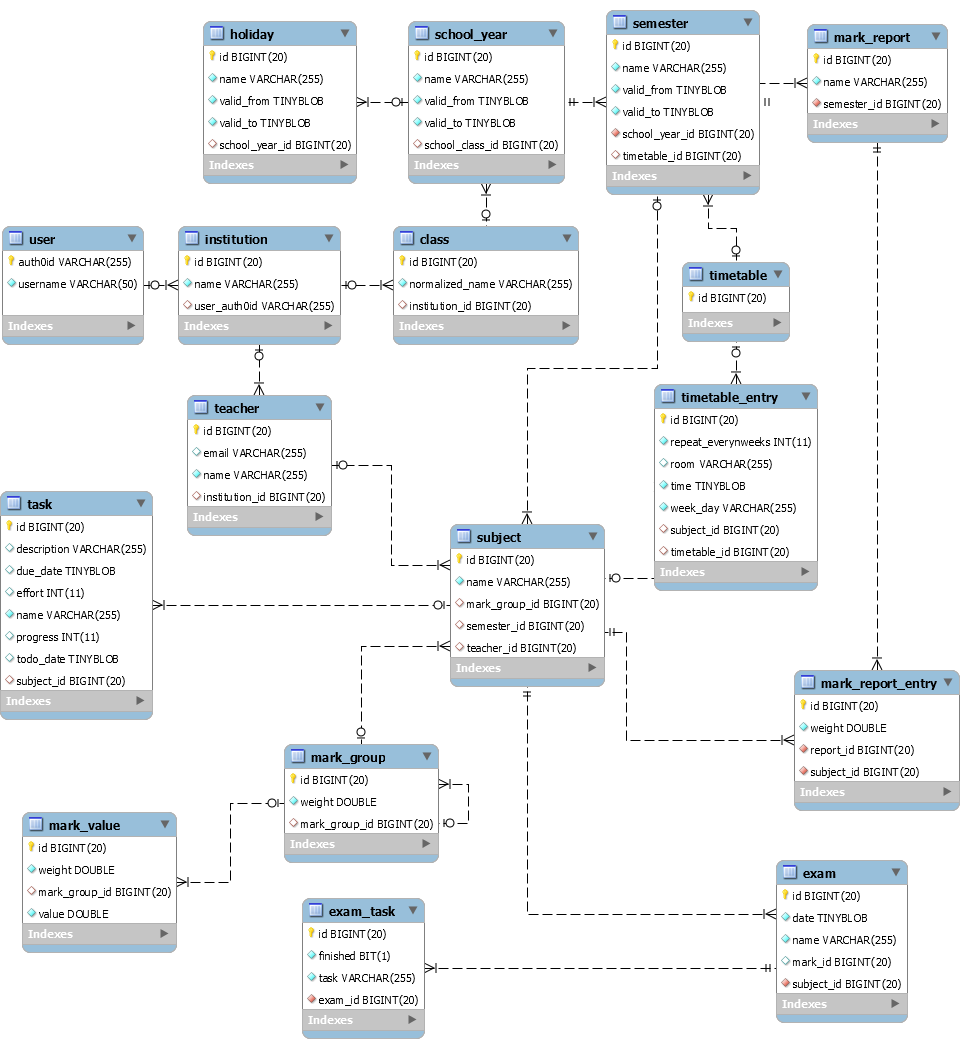 holiday
id BIGINT(20)
name VARCHAR(255)
valid_from TINYBLOB
valid_to TINYBLOB
school_year_id BIGINT(20)
Indexes
school_year
id BIGINT(20)
name VARCHAR(255)
valid_from TINYBLOB
valid_to TINYBLOB
school_class_id BIGINT(20)
Indexes
semester
id BIGINT(20)
name VARCHAR(255)
valid_from TINYBLOB
valid_to TINYBLOB
school_year_id BIGINT(20)
timetable_id BIGINT(20)
Indexes
mark_report
id BIGINT(20)
name VARCHAR(255)
semester_id BIGINT(20)
Indexes
user
auth0id VARCHAR(255)
username VARCHAR(50)
Indexes
institution
id BIGINT(20)
name VARCHAR(255)
user_auth0id VARCHAR(255)
Indexes
class
id BIGINT(20)
normalized_name VARCHAR(255)
institution_id BIGINT(20)
Indexes
timetable
id BIGINT(20)
Indexes
teacher
id BIGINT(20)
email VARCHAR(255)
name VARCHAR(255)
institution_id BIGINT(20)
Indexes
timetable_entry
id BIGINT(20)
repeat_everynweeks INT(11)
room VARCHAR(255)
time TINYBLOB
week_day VARCHAR(255)
subject_id BIGINT(20)
timetable_id BIGINT(20)
Indexes
task
id BIGINT(20)
description VARCHAR(255)
due_date TINYBLOB
effort INT(11)
name VARCHAR(255)
progress INT(11)
todo_date TINYBLOB
subject_id BIGINT(20)
Indexes
subject
id BIGINT(20)
name VARCHAR(255)
mark_group_id BIGINT(20)
semester_id BIGINT(20)
teacher_id BIGINT(20)
Indexes
mark_report_entry
id BIGINT(20)
weight DOUBLE
report_id BIGINT(20)
subject_id BIGINT(20)
Indexes
mark_group
id BIGINT(20)
weight DOUBLE
mark_group_id BIGINT(20)
Indexes
mark_value
id BIGINT(20)
weight DOUBLE
mark_group_id BIGINT(20)
value DOUBLE
Indexes
exam_task
id BIGINT(20)
finished BIT(1)
task VARCHAR(255)
exam_id BIGINT(20)
Indexes
exam
id BIGINT(20)
date TINYBLOB
name VARCHAR(255)
mark_id BIGINT(20)
subject_id BIGINT(20)
Indexes